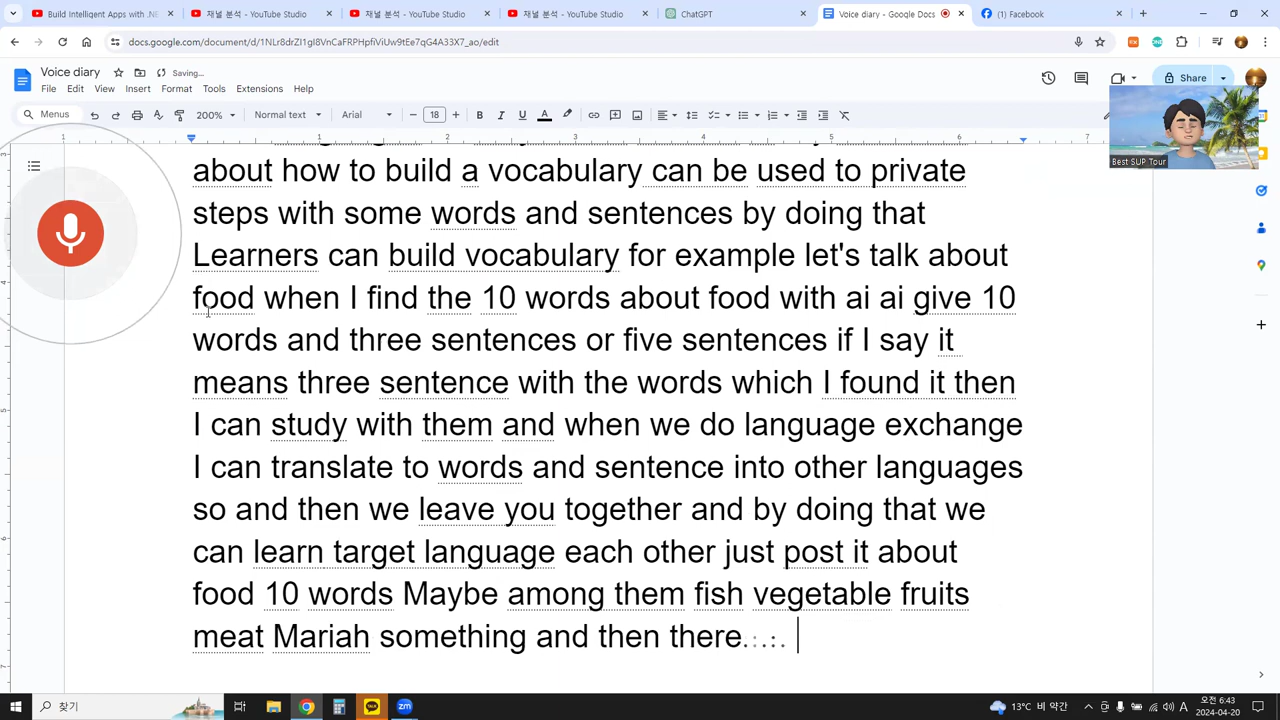 Build Intelligent Apps with .NE
채널 분석 - YouTube Studio
채널 분석 - YouTube Studio
채널 분석 - YouTube Studio
ChatGPT
Voice diary - Google Docs
(1) Facebook
docs.google.com/document/d/1NLr8drZI1gI8VnCaFRPHpfiViUw9tEe7qG4A33X7_ao/edit
Voice diary
Saving...
File Edit View Insert Format Tools Extensions Help
Share
Menus
200%
Normal text
Arial
18
B I U A
Best SUP Tour
1 1 2 3 4 5 6 7
about how to build a vocabulary can be used to private
steps with some words and sentences by doing that
Learners can build vocabulary for example let's talk about
food when I find the 10 words about food with ai ai give 10
words and three sentences or five sentences if I say it
means three sentence with the words which I found it then
I can study with them and when we do language exchange
I can translate to words and sentence into other languages
so and then we leave you together and by doing that we
can learn target language each other just post it about
food 10 words Maybe among them fish vegetable fruits
meat Mariah something and then there
찾기
13°C 비 약간
A
오전 6:43
2024-04-20